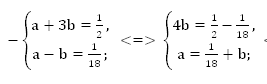 - { a + 3b = 1/2, <=> { 4b = 1/2 - 1/18,
a - b = 1/18; a = 1/18 + b;